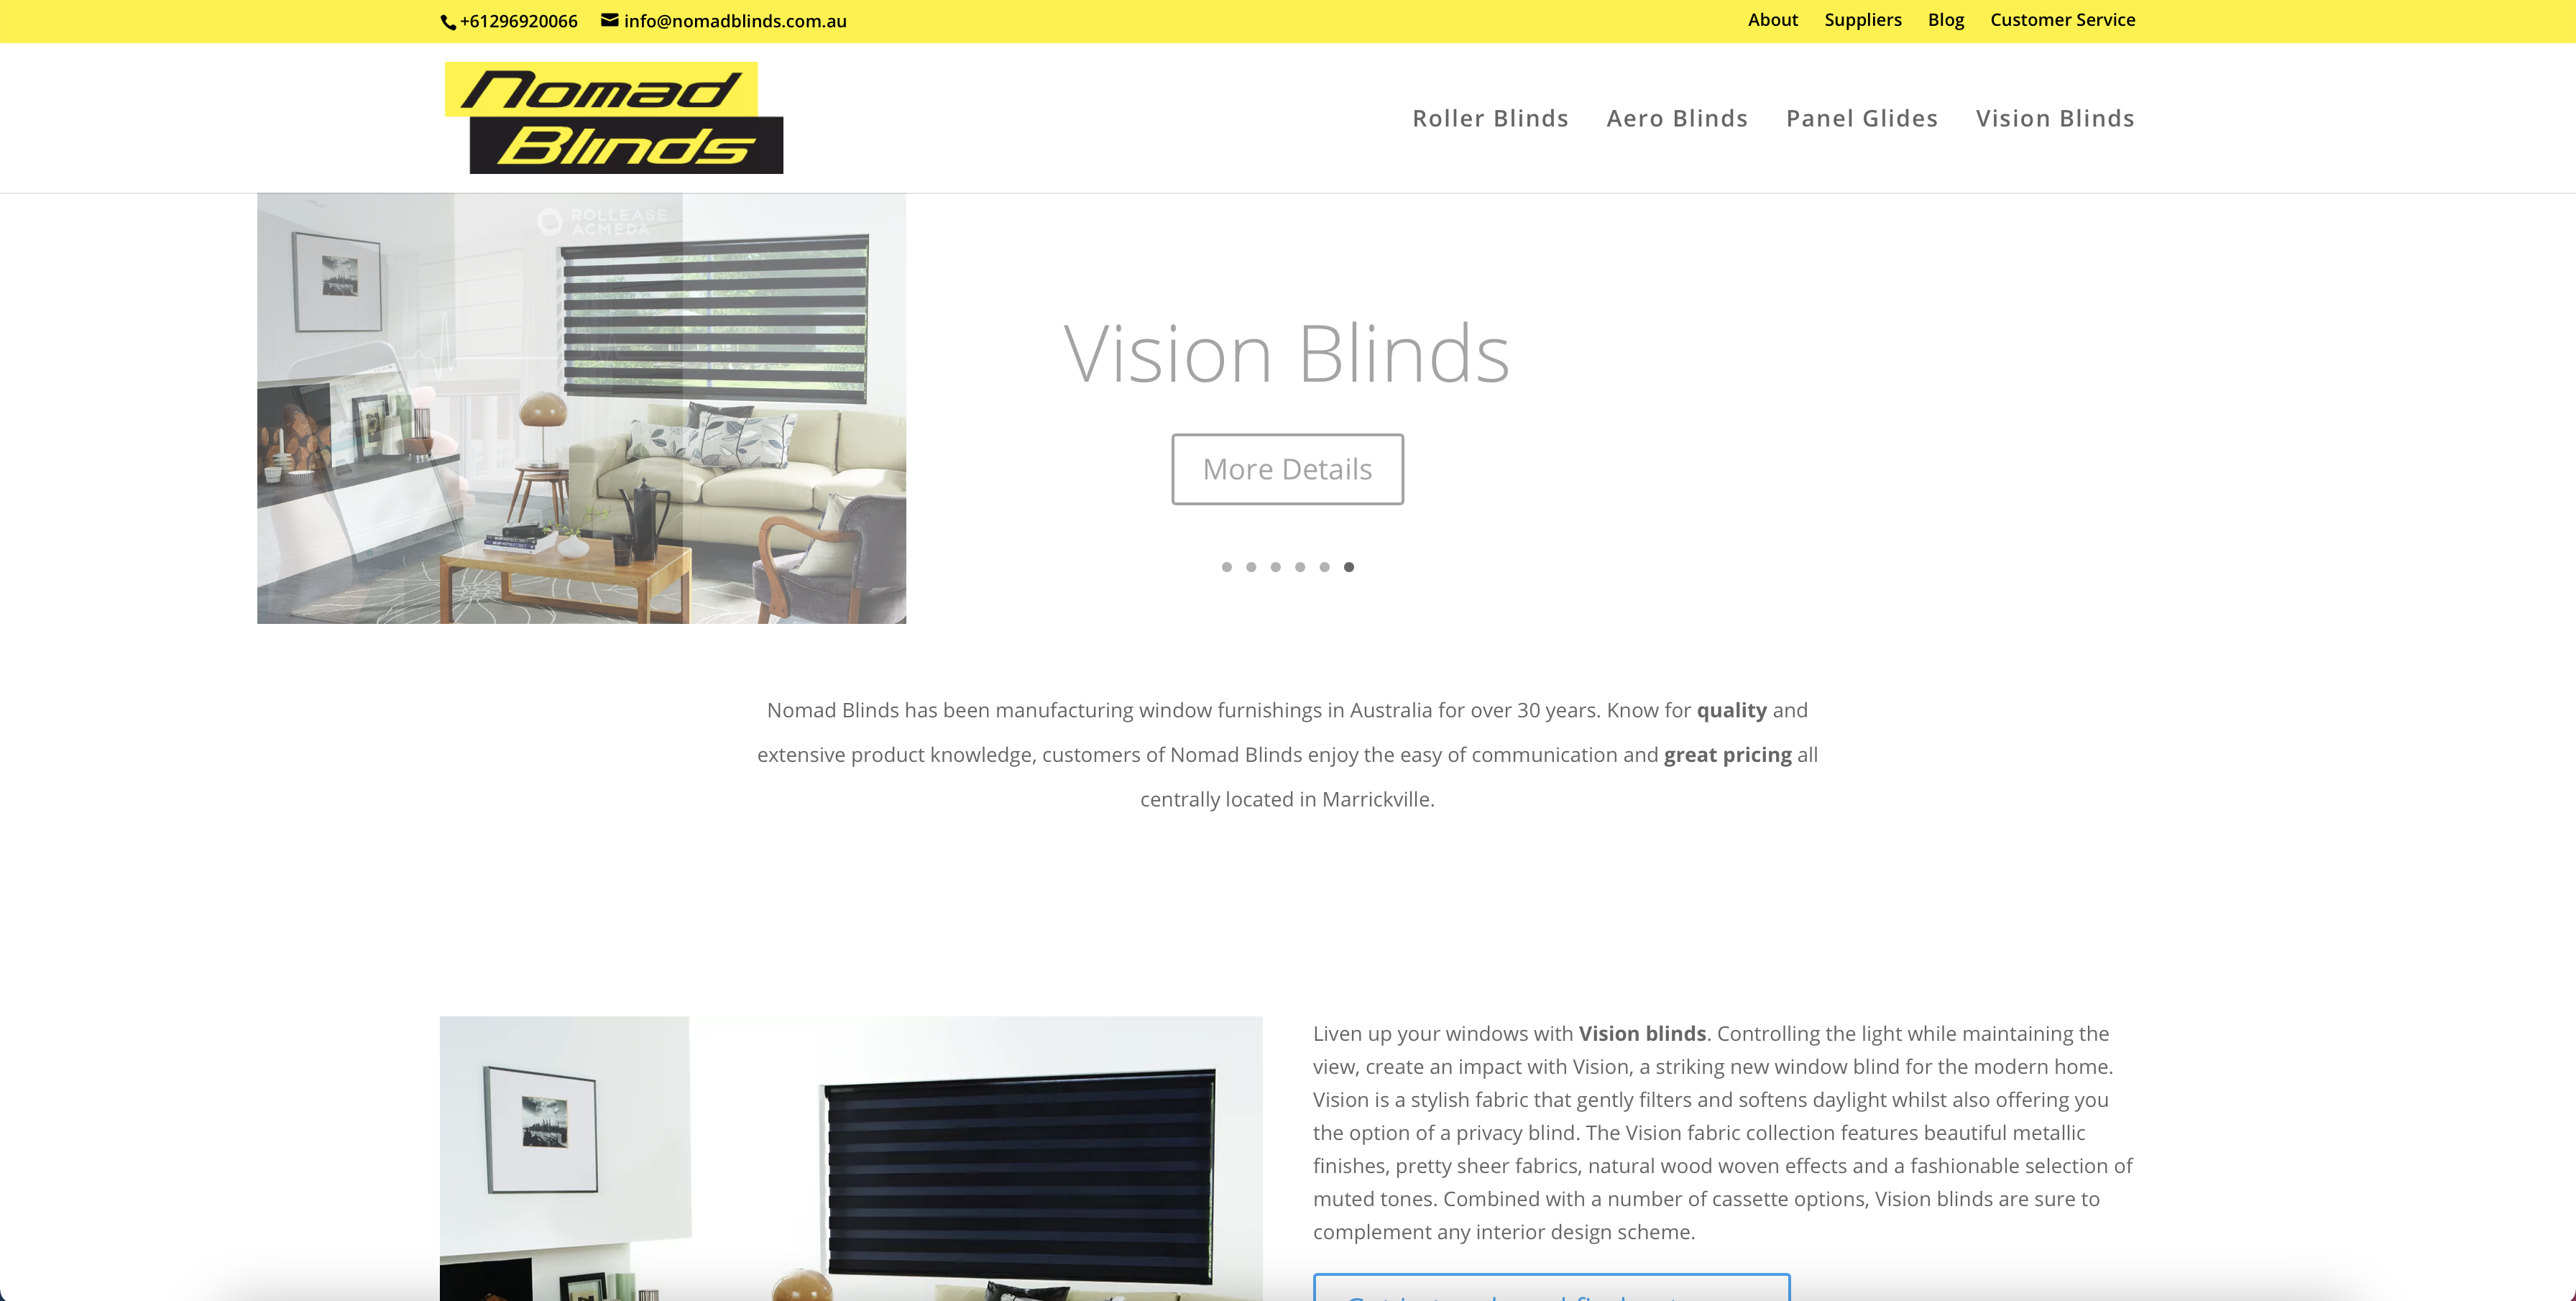 +61296920066 info@nomadblinds.com.au About Suppliers Blog Customer Service
Nomad
Blinds
Roller Blinds Aero Blinds Panel Glides Vision Blinds
ROLLEASE
ACMEDA
Vision Blinds
More Details
Nomad Blinds has been manufacturing window furnishings in Australia for over 30 years. Know for quality and
extensive product knowledge, customers of Nomad Blinds enjoy the easy of communication and great pricing all
centrally located in Marrickville.
Liven up your windows with Vision blinds. Controlling the light while maintaining the
view, create an impact with Vision, a striking new window blind for the modern home.
Vision is a stylish fabric that gently filters and softens daylight whilst also offering you
the option of a privacy blind. The Vision fabric collection features beautiful metallic
finishes, pretty sheer fabrics, natural wood woven effects and a fashionable selection of
muted tones. Combined with a number of cassette options, Vision blinds are sure to
complement any interior design scheme.